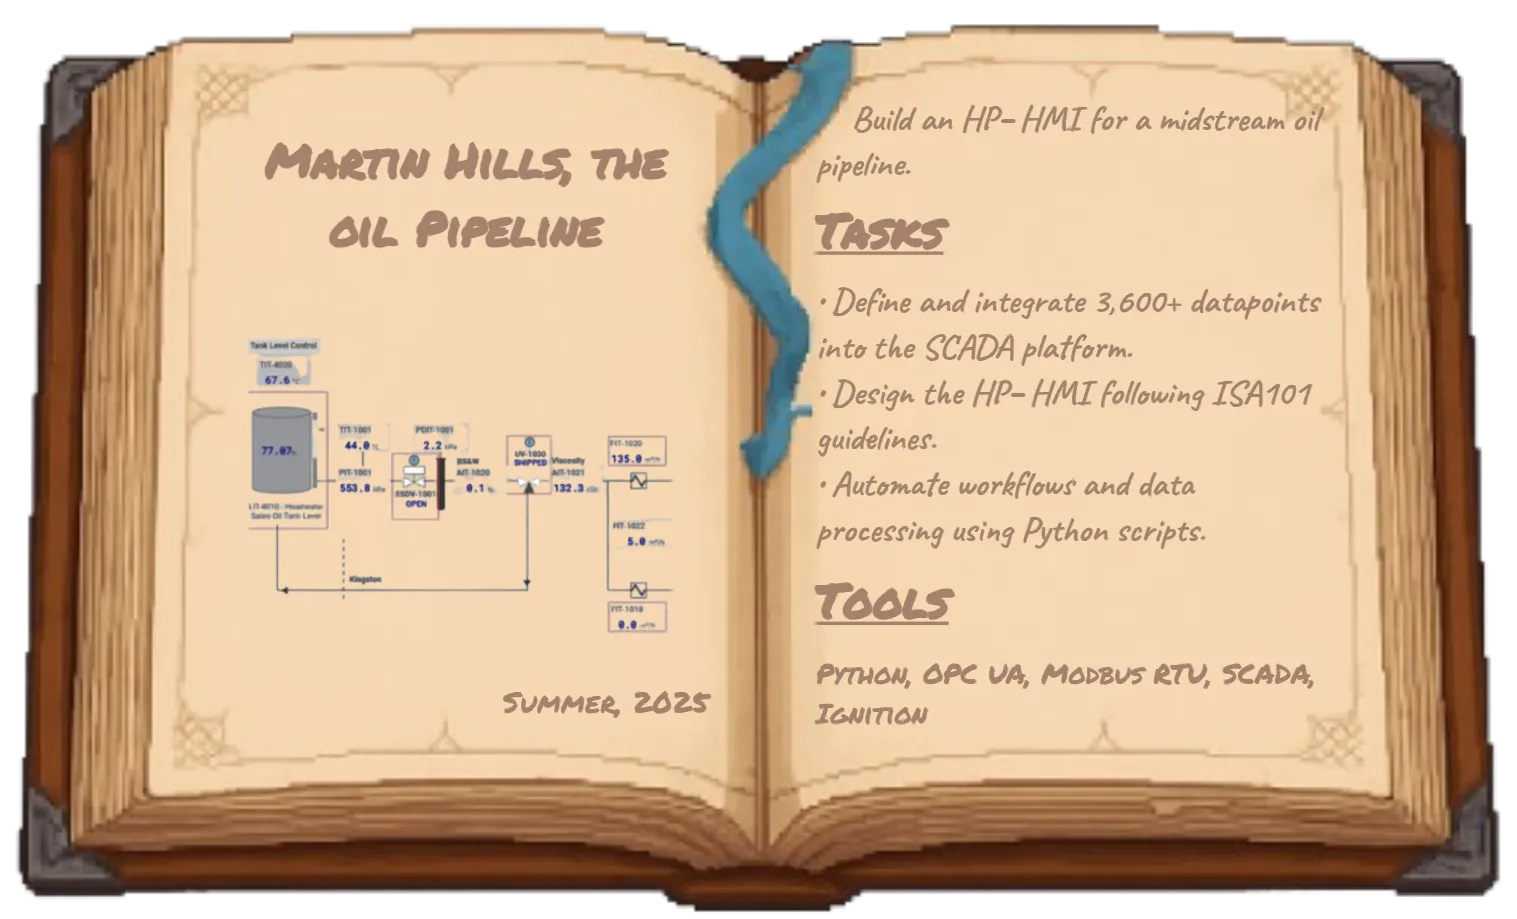 Martin Hills, the
oil Pipeline
Tank Level Control
TIT-4020
67.6 °C
77.07%
LIT-4010 - Headwater
Sales Oil Tank Level
TIT-1001
44.0 °C
PIT-1001
553.8 kPa
PDIT-1001
2.2 kPa
ESDV-1001
OPEN
BS&W
AIT-1020
0.1 %
UV-1030
SHIPPED
Viscosity
AIT-1021
132.3 cSt
FIT-1020
135.0 m³/h
FIT-1022
5.0 m³/h
FIT-1018
0.0 m³/h
Kingston
Summer, 2025
Build an HP-HMI for a midstream oil
pipeline.
Tasks
• Define and integrate 3,600+ datapoints
into the SCADA platform.
• Design the HP-HMI following ISA101
guidelines.
• Automate workflows and data
processing using Python scripts.
Tools
Python, OPC UA, Modbus RTU, SCADA,
Ignition